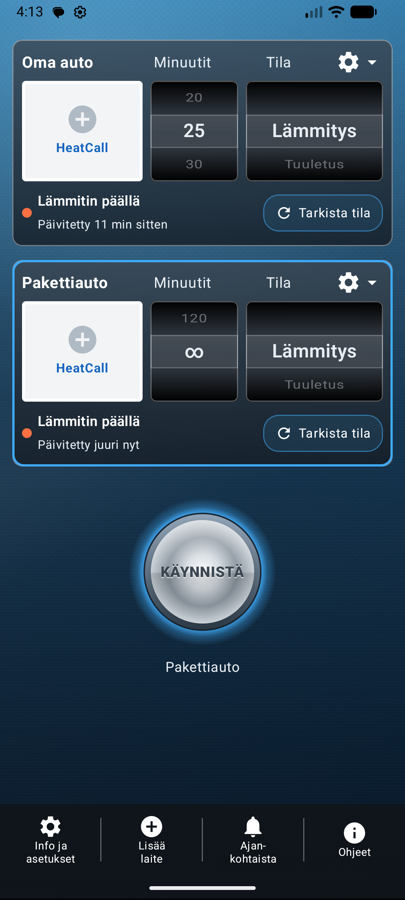 4:13
Oma auto
Minuutit
Tila
HeatCall
20
25
30
Lämmitys
Tuuletus
Lämmitin päällä
Päivitetty 11 min sitten
Tarkista tila
Pakettiauto
Minuutit
Tila
HeatCall
120
∞
Lämmitys
Tuuletus
Lämmitin päällä
Päivitetty juuri nyt
Tarkista tila
KÄYNNISTÄ
Pakettiauto
Info ja
asetukset
Lisää
laite
Ajan-
kohtaista
Ohjeet